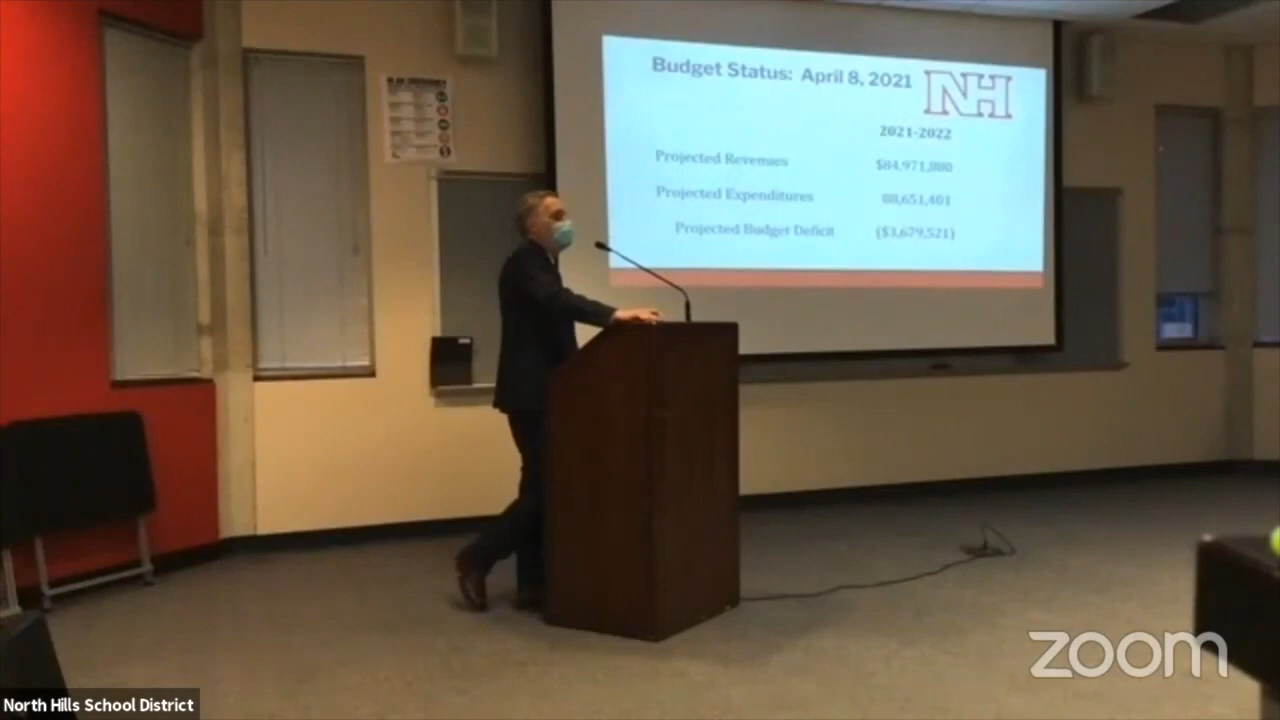 Budget Status: April 8, 2021
NH
2021-2022
Projected Revenues $84,971,880
Projected Expenditures 88,651,401
Projected Budget Deficit ($3,679,521)
zoom
North Hills School District